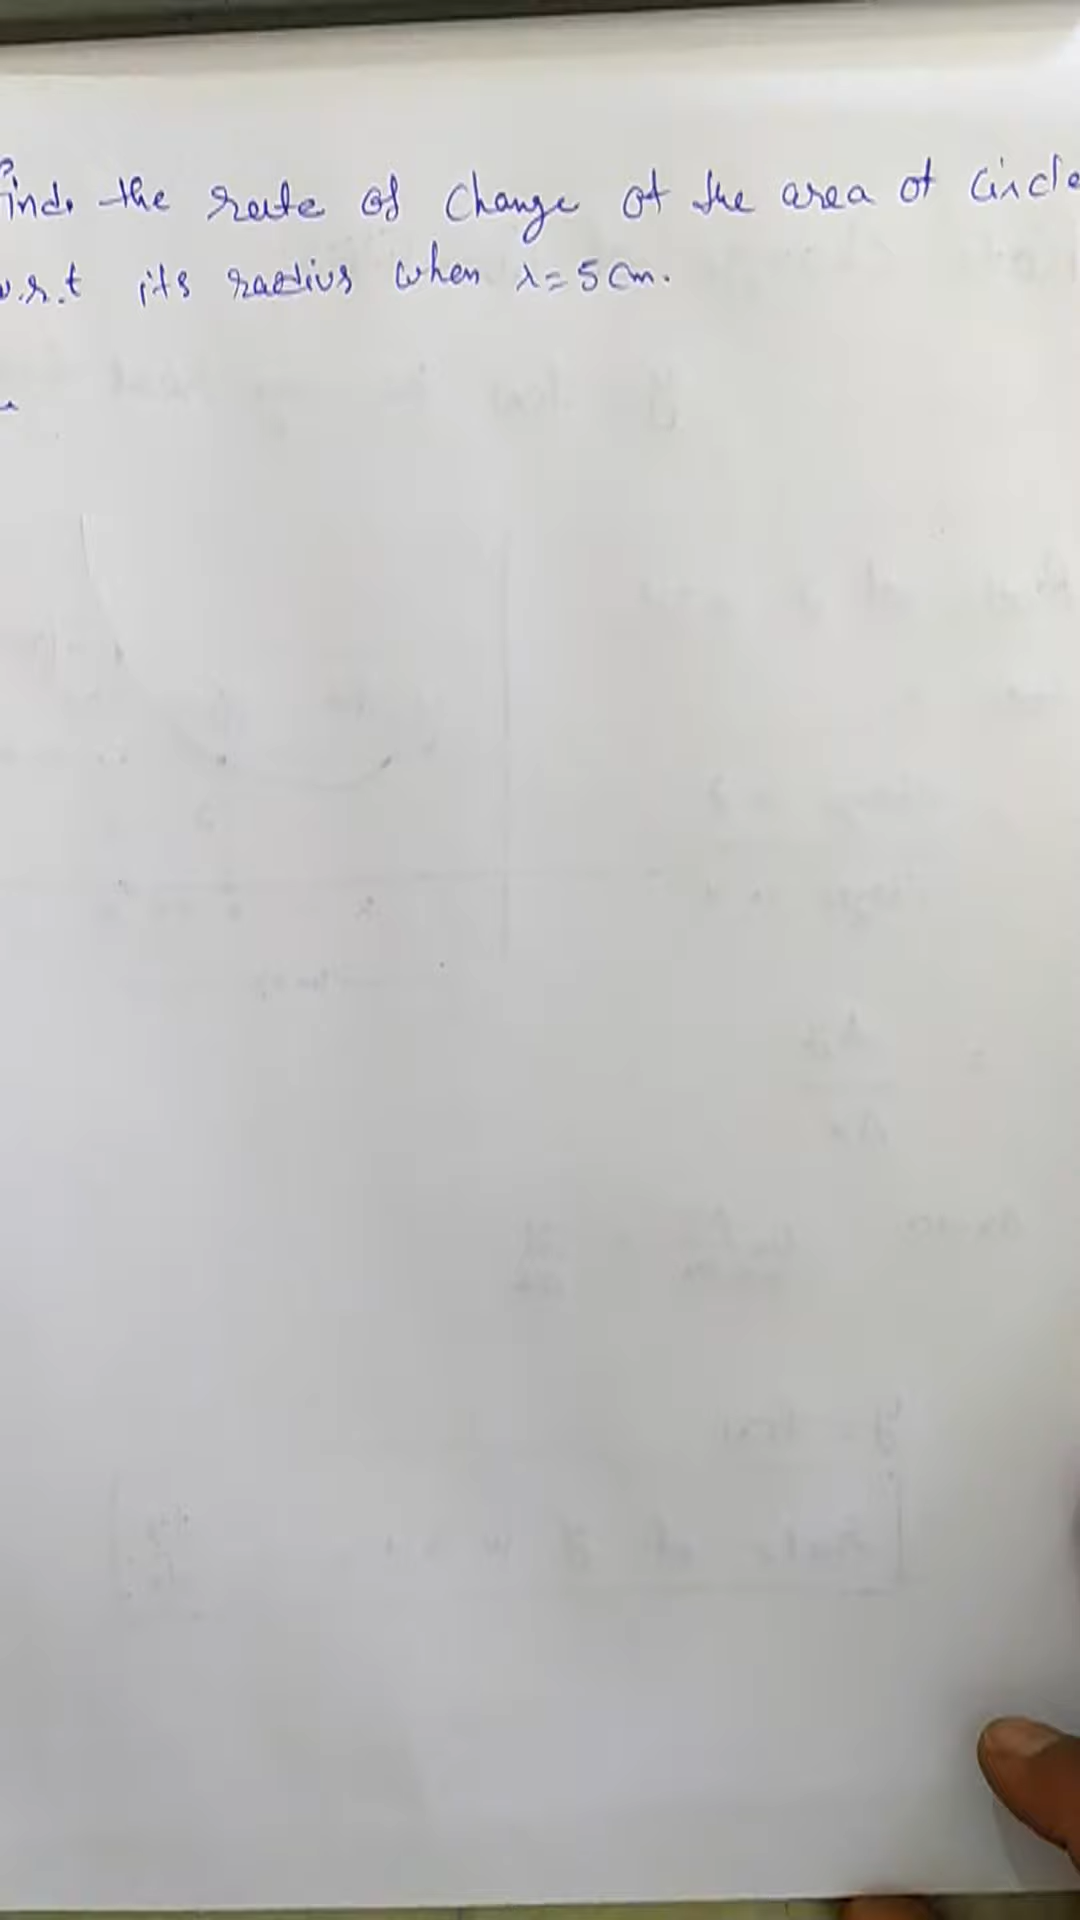 Find the rate of change of the area of circle
w.r.t its radius when r=5cm.